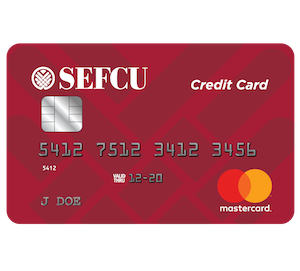 SEFCU
Credit Card
5412 7512 3412 3456
5412
VALID THRU 12-20
J DOE
mastercard.